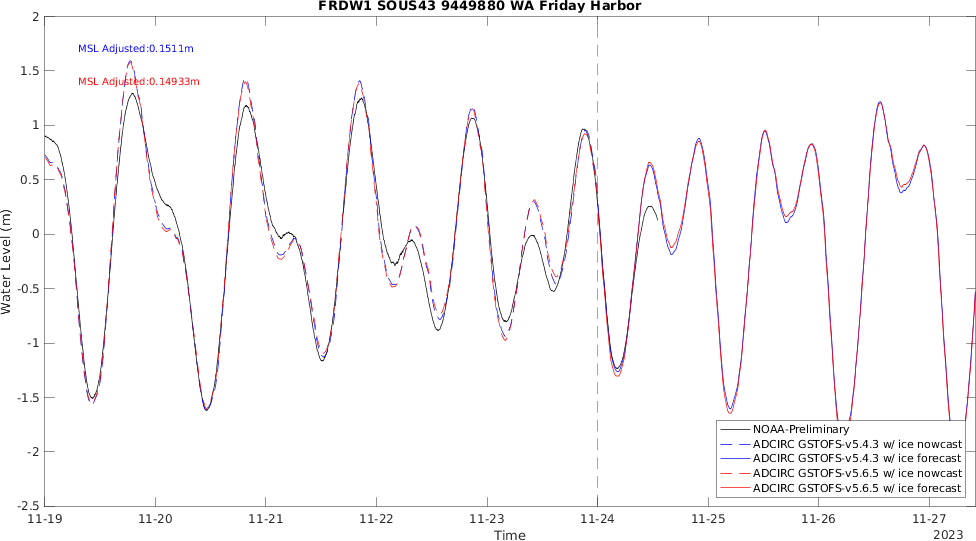 FRDW1 SOUS43 9449880 WA Friday Harbor
MSL Adjusted:0.1511m
MSL Adjusted:0.14933m
Water Level (m)
2
1.5
1
0.5
0
-0.5
-1
-1.5
-2
-2.5
NOAA-Preliminary
ADCIRC GSTOFS-v5.4.3 w/ ice nowcast
ADCIRC GSTOFS-v5.4.3 w/ ice forecast
ADCIRC GSTOFS-v5.6.5 w/ ice nowcast
ADCIRC GSTOFS-v5.6.5 w/ ice forecast
11-19 11-20 11-21 11-22 11-23 11-24 11-25 11-26 11-27
Time
2023